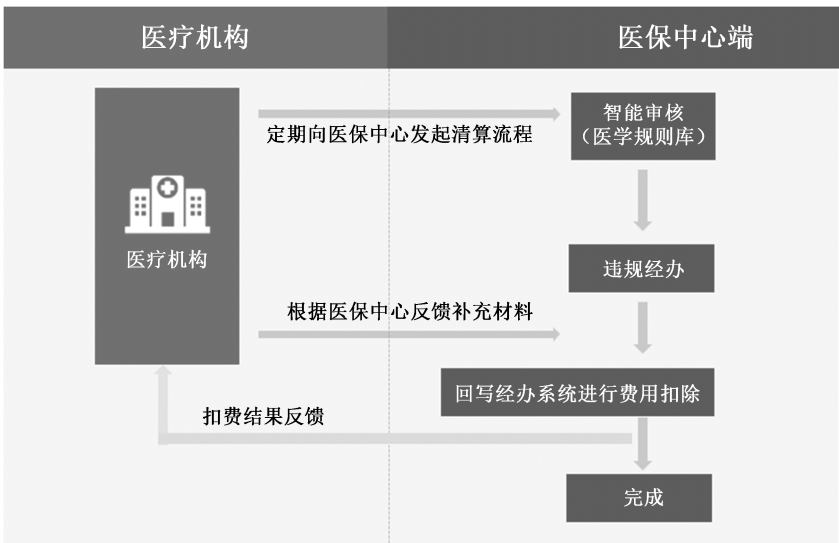 医疗机构
医保中心端
定期向医保中心发起清算流程
智能审核
（医学规则库）
医疗机构
违规经办
根据医保中心反馈补充材料
回写经办系统进行费用扣除
扣费结果反馈
完成